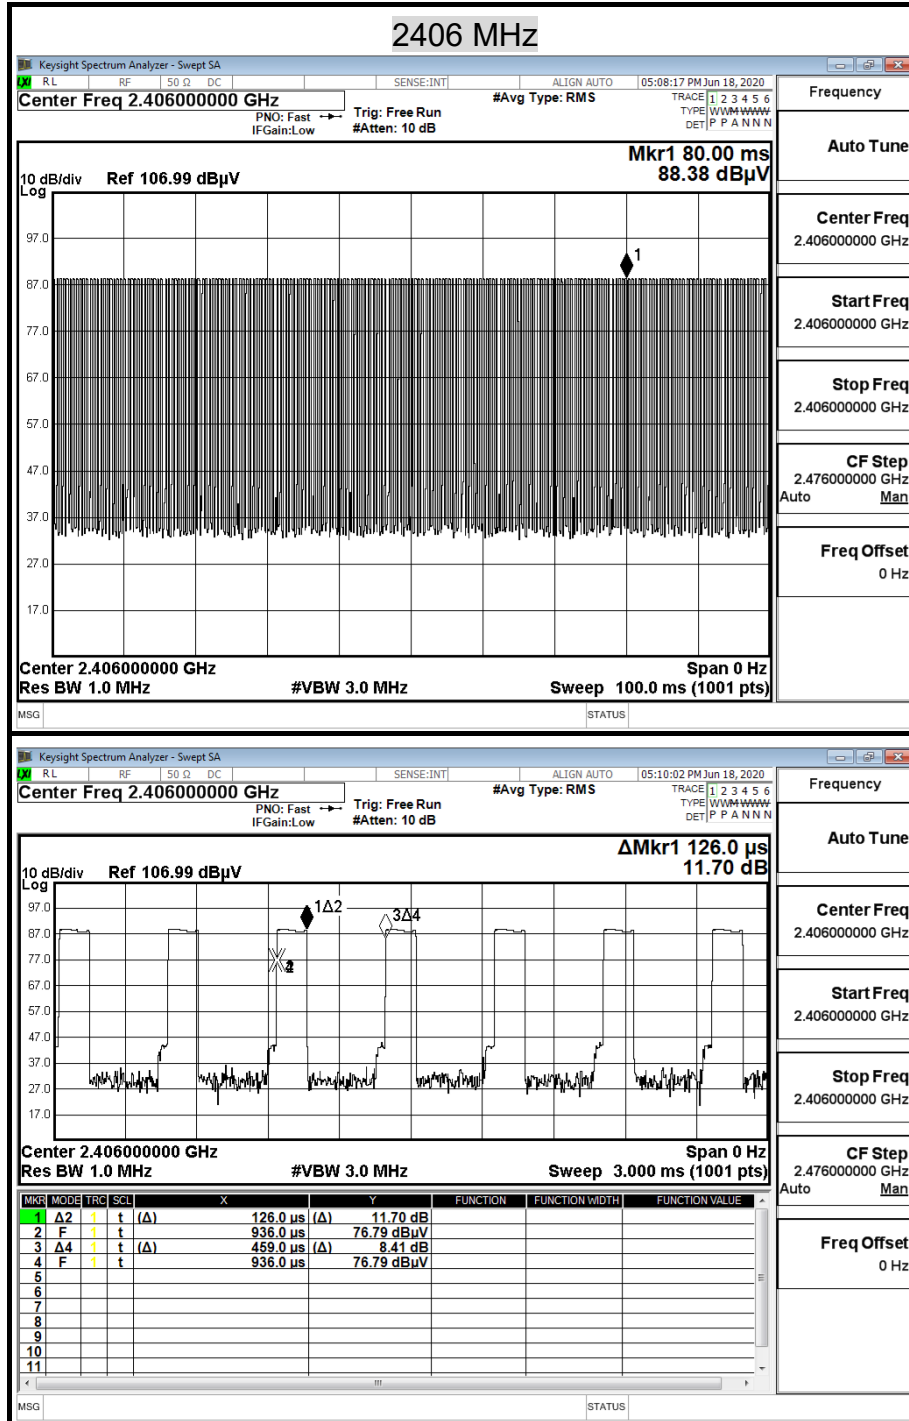 2406 MHz
Keysight Spectrum Analyzer - Swept SA
LXI RL RF 50 Ω DC SENSE:INT ALIGN AUTO 05:08:17 PM Jun 18, 2020
Center Freq 2.406000000 GHz #Avg Type: RMS TRACE 1 2 3 4 5 6
PNO: Fast Trig: Free Run TYPE WWMWWWW
IFGain:Low #Atten: 10 dB DET P P A N N N
Frequency
Auto Tune
Center Freq
2.406000000 GHz
Start Freq
2.406000000 GHz
Stop Freq
2.406000000 GHz
CF Step
2.476000000 GHz
Auto Man
Freq Offset
0 Hz
Mkr1 80.00 ms
88.38 dBµV
10 dB/div Ref 106.99 dBµV
Log
97.0
1
87.0
77.0
67.0
57.0
47.0
37.0
27.0
17.0
Center 2.406000000 GHz Span 0 Hz
Res BW 1.0 MHz #VBW 3.0 MHz Sweep 100.0 ms (1001 pts)
MSG STATUS
Keysight Spectrum Analyzer - Swept SA
LXI RL RF 50 Ω DC SENSE:INT ALIGN AUTO 05:10:02 PM Jun 18, 2020
Center Freq 2.406000000 GHz #Avg Type: RMS TRACE 1 2 3 4 5 6
PNO: Fast Trig: Free Run TYPE WWMWWWW
IFGain:Low #Atten: 10 dB DET P P A N N N
Frequency
Auto Tune
Center Freq
2.406000000 GHz
Start Freq
2.406000000 GHz
Stop Freq
2.406000000 GHz
CF Step
2.476000000 GHz
Auto Man
Freq Offset
0 Hz
ΔMkr1 126.0 µs
11.70 dB
10 dB/div Ref 106.99 dBµV
Log
97.0
1Δ2 3Δ4
87.0
77.0
67.0
57.0
47.0
37.0
27.0
17.0
Center 2.406000000 GHz Span 0 Hz
Res BW 1.0 MHz #VBW 3.0 MHz Sweep 3.000 ms (1001 pts)
MKR MODE TRC SCL X Y FUNCTION FUNCTION WIDTH FUNCTION VALUE
1 Δ2 1 t (Δ) 126.0 µs (Δ) 11.70 dB
2 F 1 t 936.0 µs 76.79 dBµV
3 Δ4 1 t (Δ) 459.0 µs (Δ) 8.41 dB
4 F 1 t 936.0 µs 76.79 dBµV
5
6
7
8
9
10
11
MSG STATUS